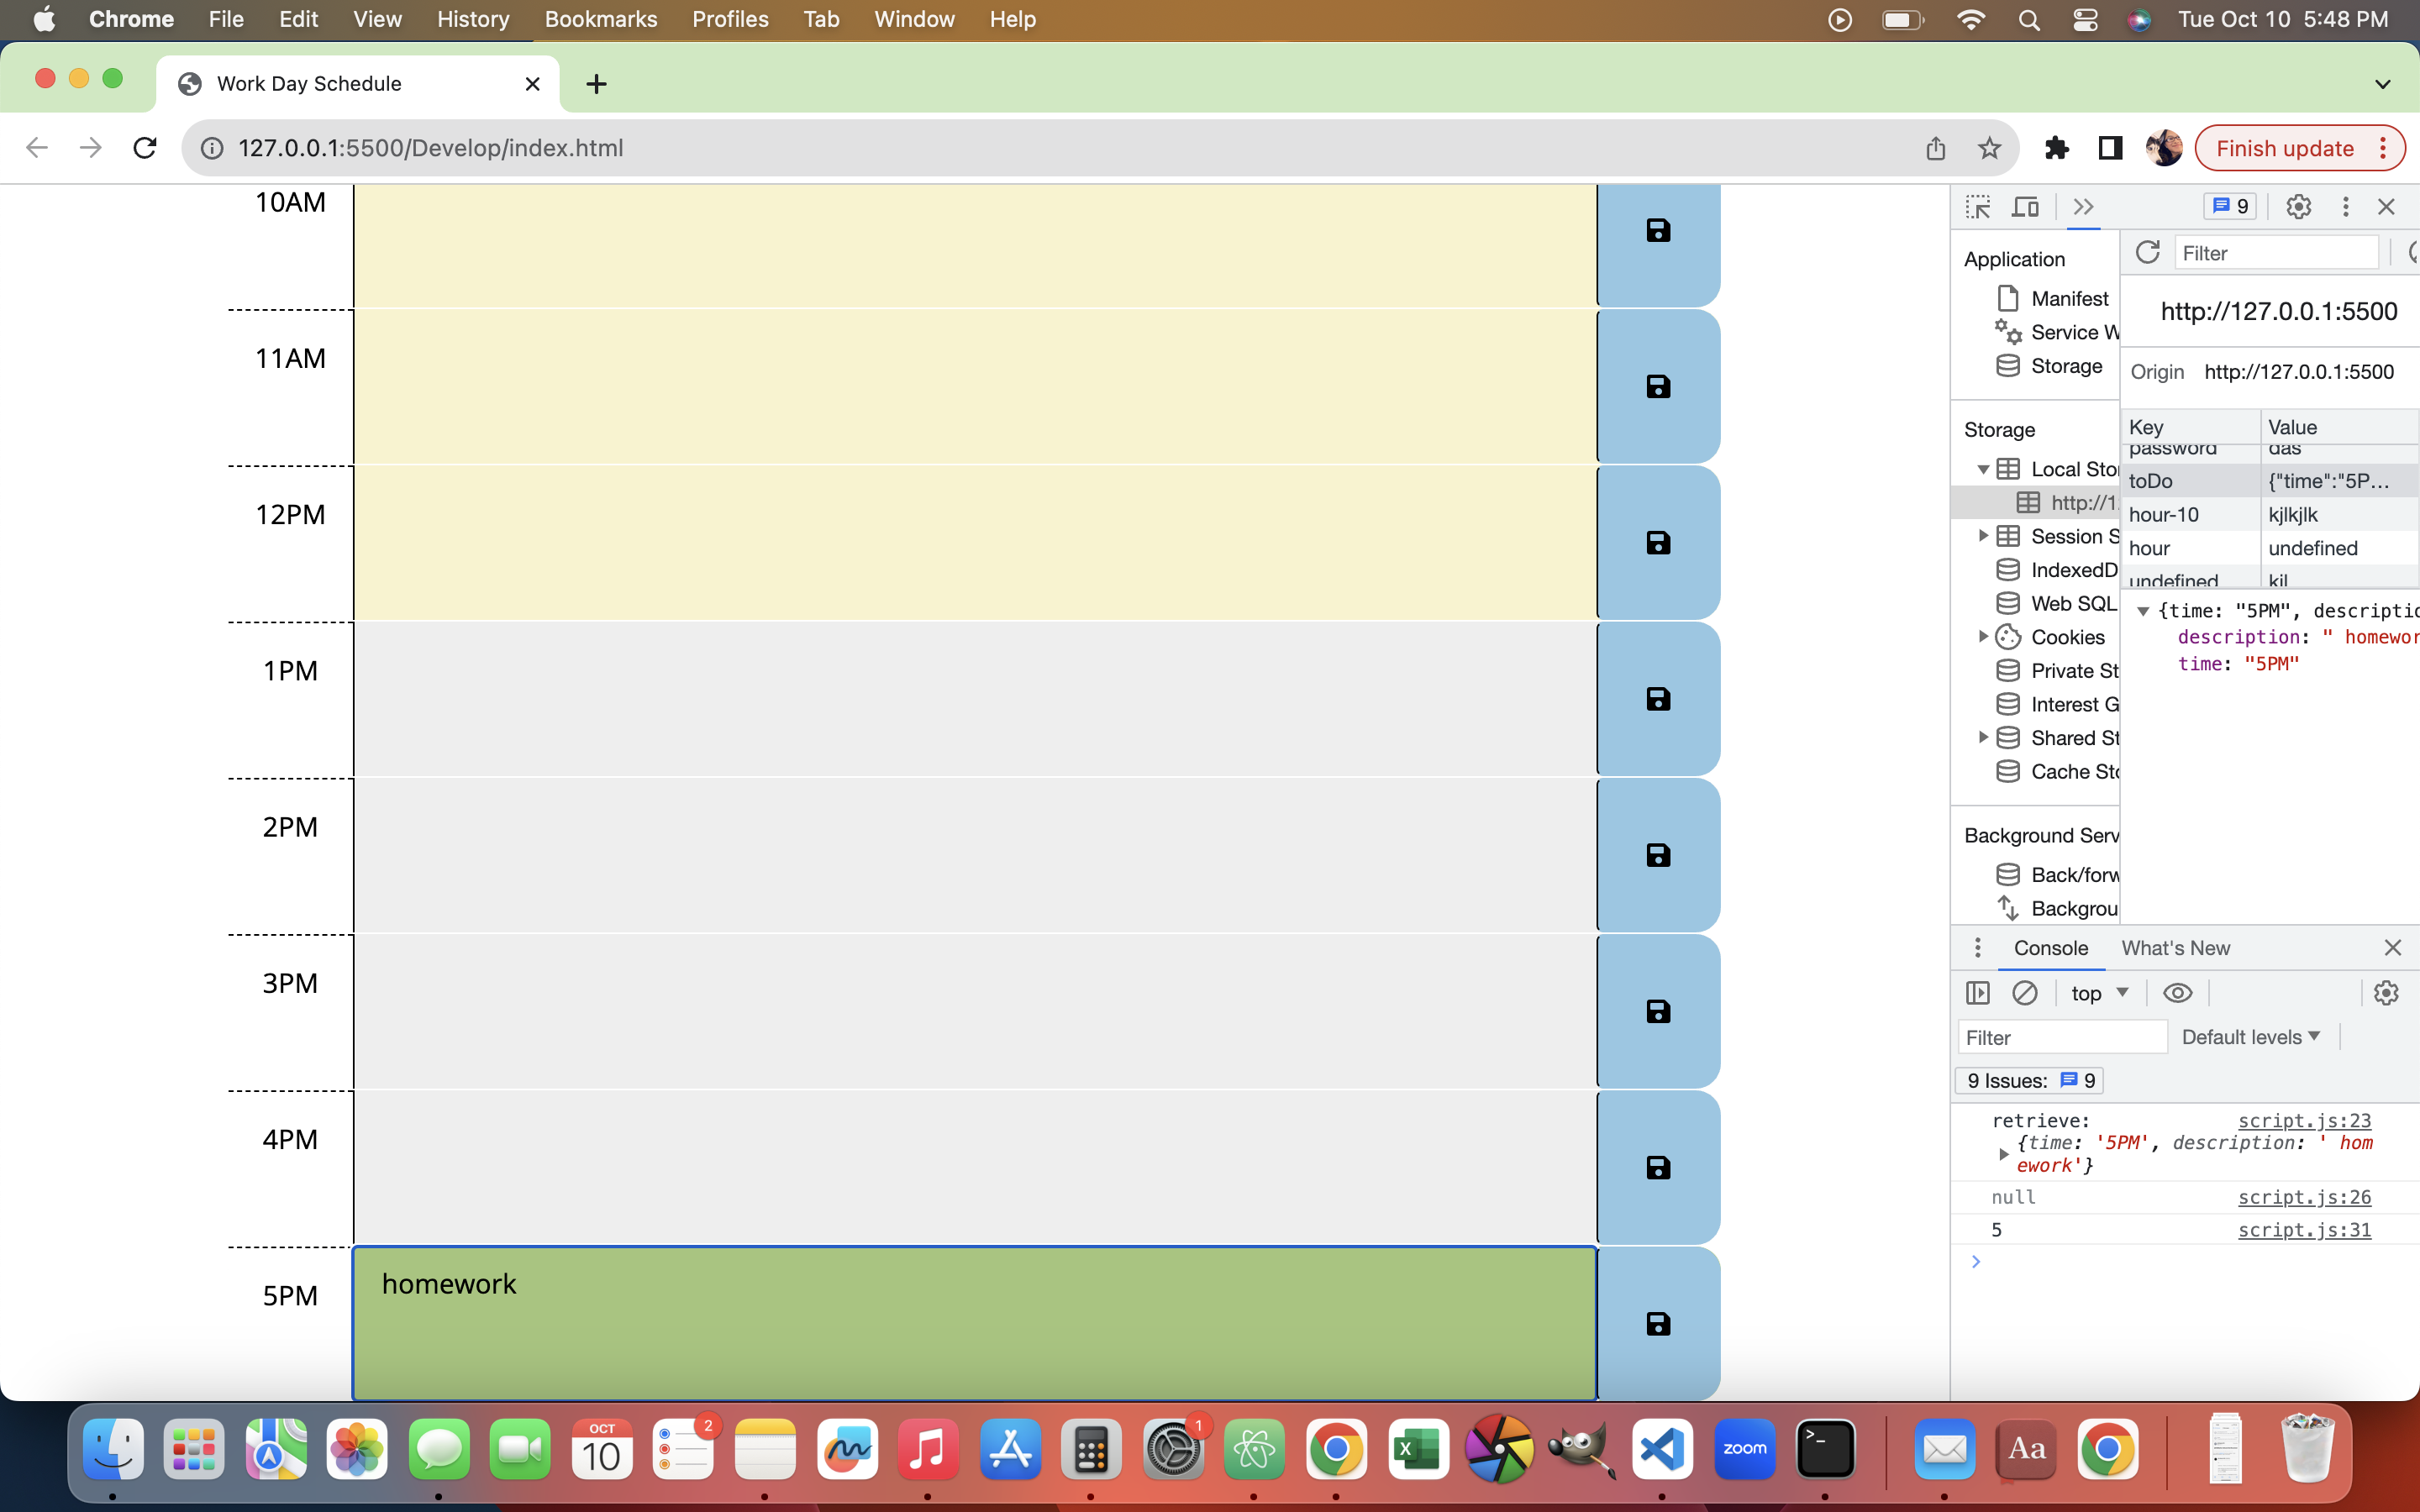 Chrome File Edit View History Bookmarks Profiles Tab Window Help Tue Oct 10 5:48 PM
Work Day Schedule
127.0.0.1:5500/Develop/index.html Finish update
10AM
11AM
12PM
1PM
2PM
3PM
4PM
5PM homework
9
Application
Manifest
Service W
Storage
Storage
Local Sto
http://1
Session S
IndexedD
Web SQL
Cookies
Private St
Interest G
Shared St
Cache Sto
Background Serv
Back/forw
Backgrou
Filter
http://127.0.0.1:5500
Origin http://127.0.0.1:5500
Key Value
password das
toDo {"time":"5P...
hour-10 kjlkjlk
hour undefined
undefined kjl
{time: "5PM", descriptio
description: " homewor
time: "5PM"
Console What's New
top
Filter Default levels
9 Issues: 9
retrieve: script.js:23
{time: '5PM', description: ' hom
ework'}
null script.js:26
5 script.js:31
OCT
10
2
1
X
zoom
>_
Aa